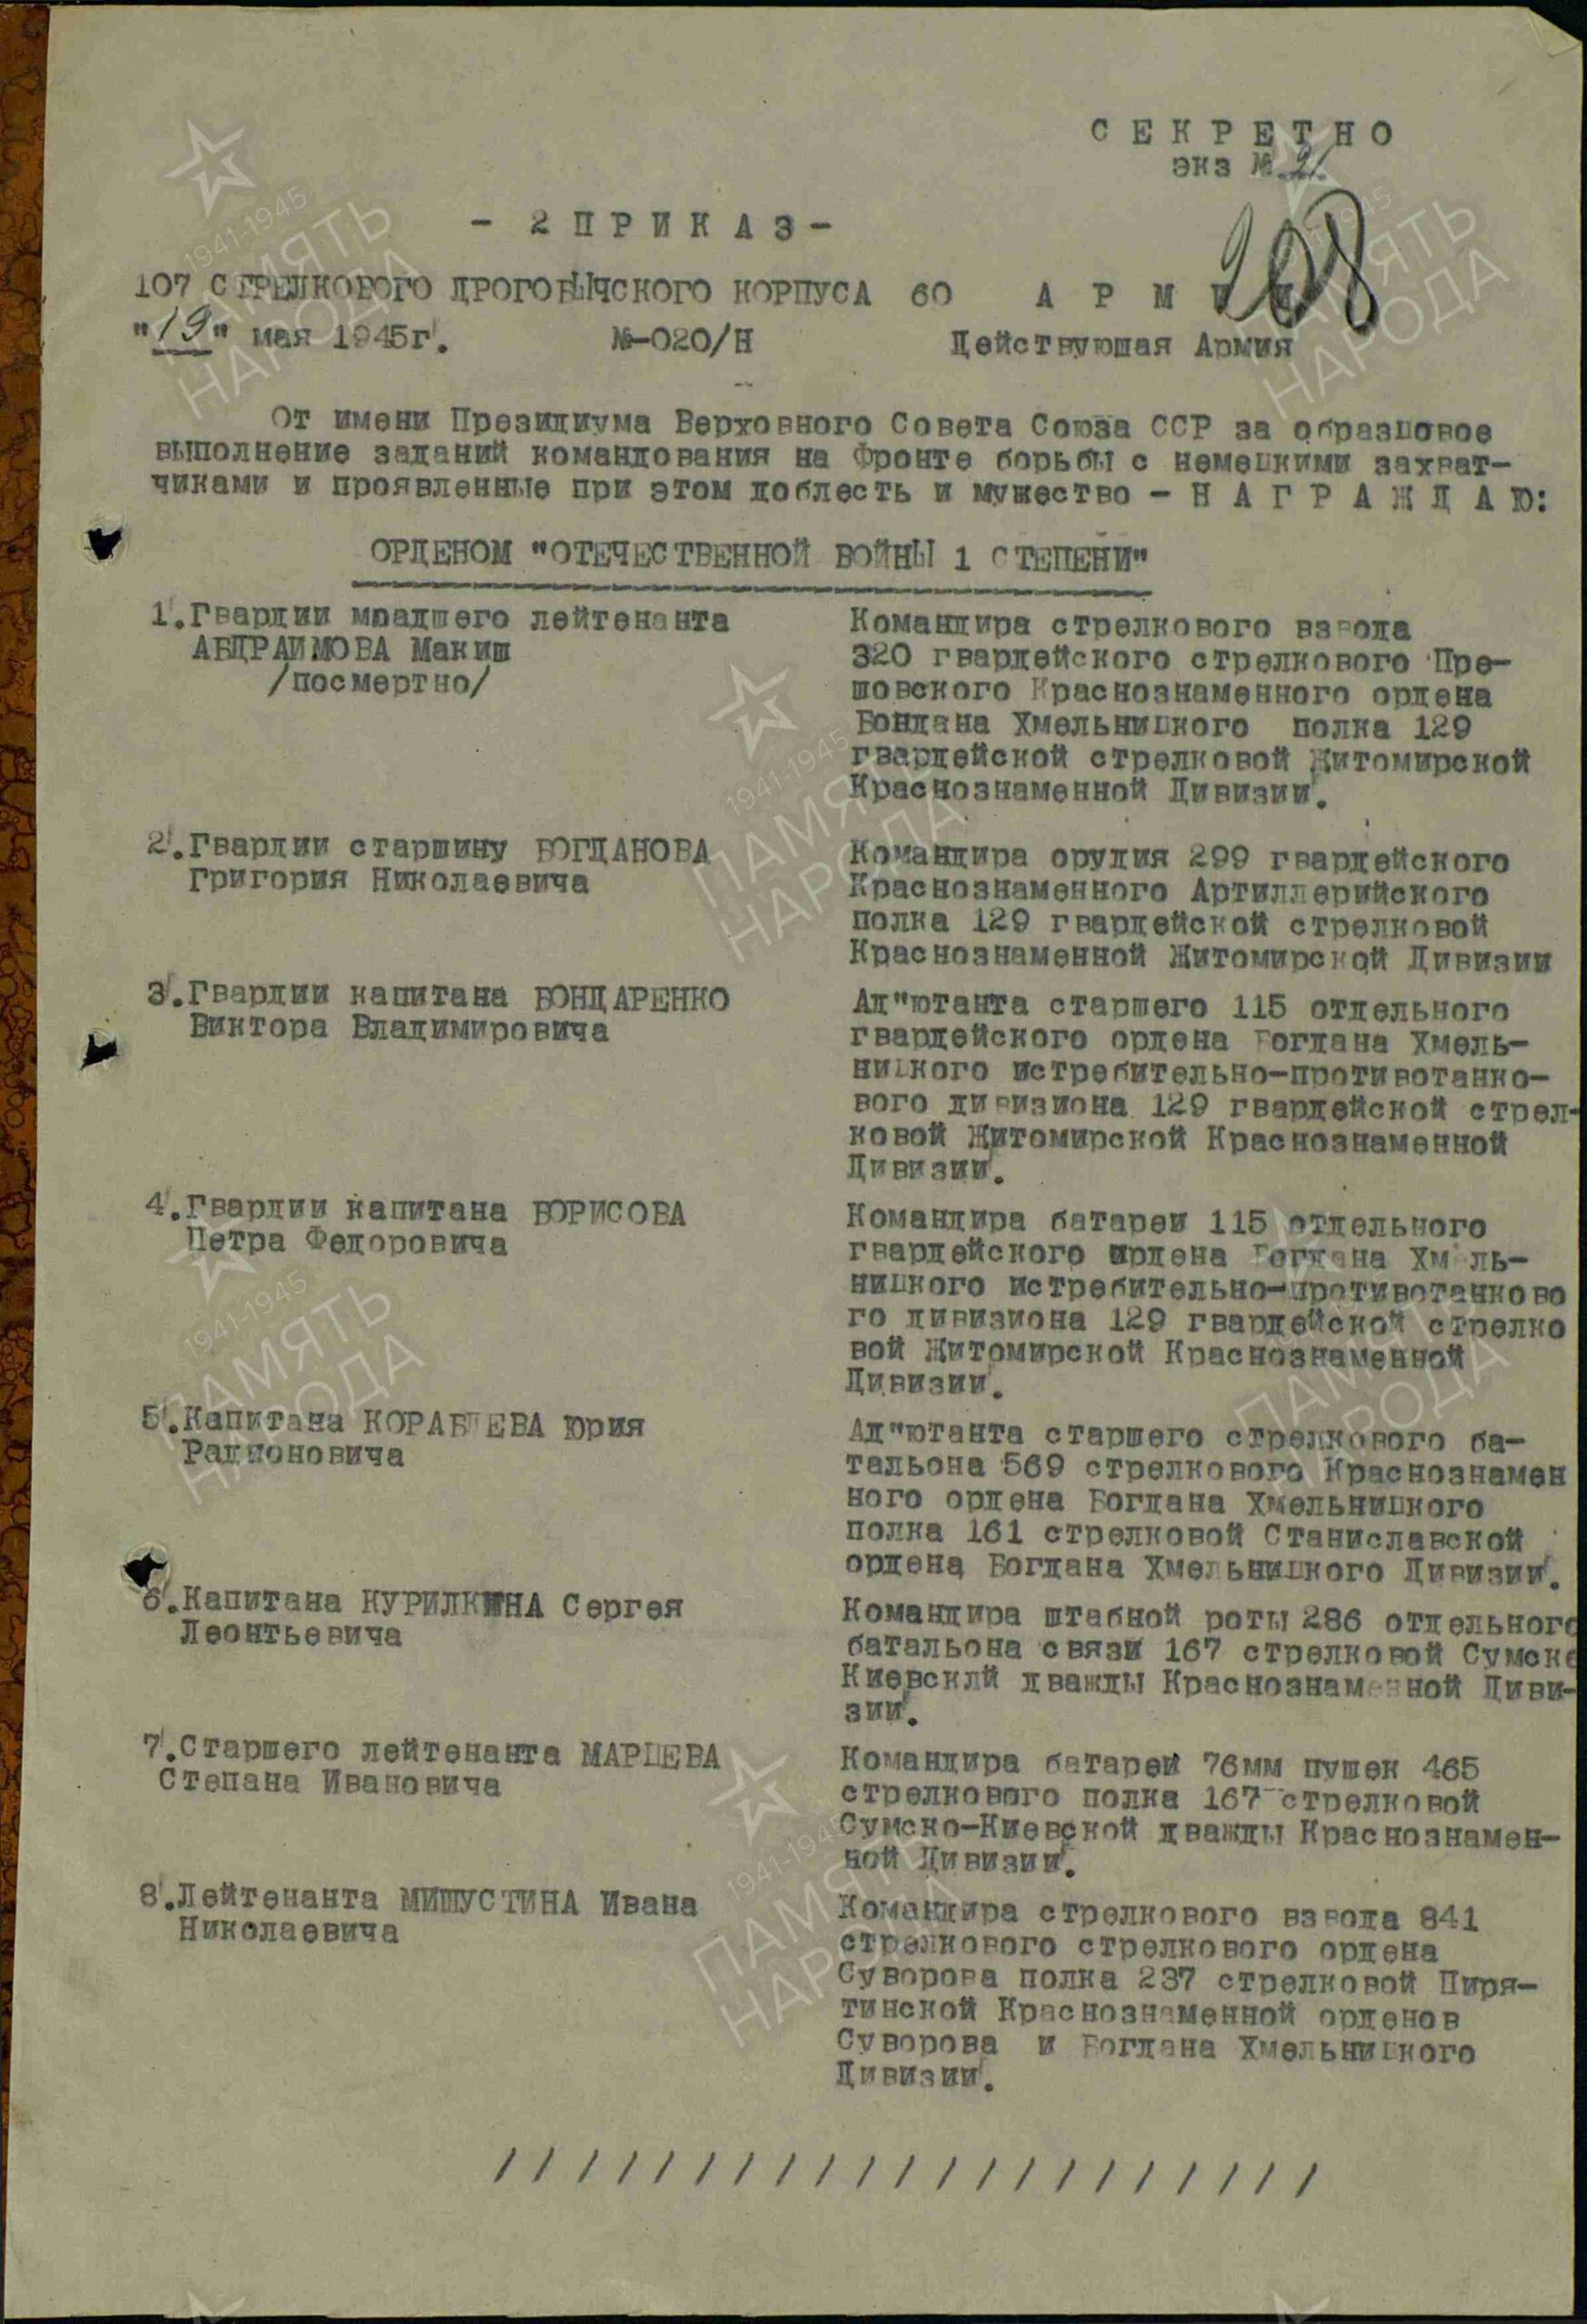 СЕКРЕТНО
экз № 21
- 2 ПРИКАЗ -
208
107 СТРЕЛКОВОГО ДРОГОБЫЧСКОГО КОРПУСА 60 АРМИИ
"19" мая 1945г. №-020/Н Действующая Армия
От имени Президиума Верховного Совета Союза ССР за образцовое
выполнение заданий командования на Фронте борьбы с немецкими захват-
чиками и проявленные при этом доблесть и мужество - НАГРАЖДАЮ:
ОРДЕНОМ "ОТЕЧЕСТВЕННОЙ ВОЙНЫ 1 СТЕПЕНИ"
1.Гвардии младшего лейтенанта
АБДРАИМОВА Макиш
/посмертно/
Командира стрелкового взвода
320 гвардейского стрелкового Пре-
шовского Краснознаменного ордена
Бондана Хмельницкого полка 129
гвардейской стрелковой Житомирской
Краснознаменной Дивизии.
2.Гвардии старшину БОГДАНОВА
Григория Николаевича
Командира орудия 299 гвардейского
Краснознаменного Артиллерийского
полка 129 гвардейской стрелковой
Краснознаменной Житомирской Дивизии
3.Гвардии капитана БОНДАРЕНКО
Виктора Владимировича
Ад"ютанта старшего 115 отдельного
гвардейского ордена Богдана Хмель-
ницкого истребительно-противотанко-
вого дивизиона 129 гвардейской стрел-
ковой Житомирской Краснознаменной
Дивизии.
4.Гвардии капитана БОРИСОВА
Петра Федоровича
Командира батареи 115 отдельного
гвардейского ордена Богдана Хмель-
ницкого истребительно-противотанково
го дивизиона 129 гвардейской стрелко
вой Житомирской Краснознаменной
Дивизии.
5.Капитана КОРАБЛЕВА Юрия
Радионовича
Ад"ютанта старшего стрелкового ба-
тальона 569 стрелкового Краснознамен
ного ордена Богдана Хмельницкого
полка 161 стрелковой Станиславской
ордена Богдана Хмельницкого Дивизии.
6.Капитана КУРИЛКИНА Сергея
Леонтьевича
Командира штабной роты 286 отдельного
батальона связи 167 стрелковой Сумско
Киевсклй дважды Краснознаменной Диви-
зии.
7.Старшего лейтенанта МАРЦЕВА
Степана Ивановича
Командира батареи 76мм пушек 465
стрелкового полка 167 стрелковой
Сумско-Киевской дважды Краснознамен-
ной Дивизии.
8.Лейтенанта МИШУСТИНА Ивана
Николаевича
Командира стрелкового взвода 841
стрелкового стрелкового ордена
Суворова полка 237 стрелковой Пиря-
тинской Краснознаменной орденов
Суворова и Богдана Хмельницкого
Дивизии.
//////////////////////
1941-1945
ПАМЯТЬ
НАРОДА